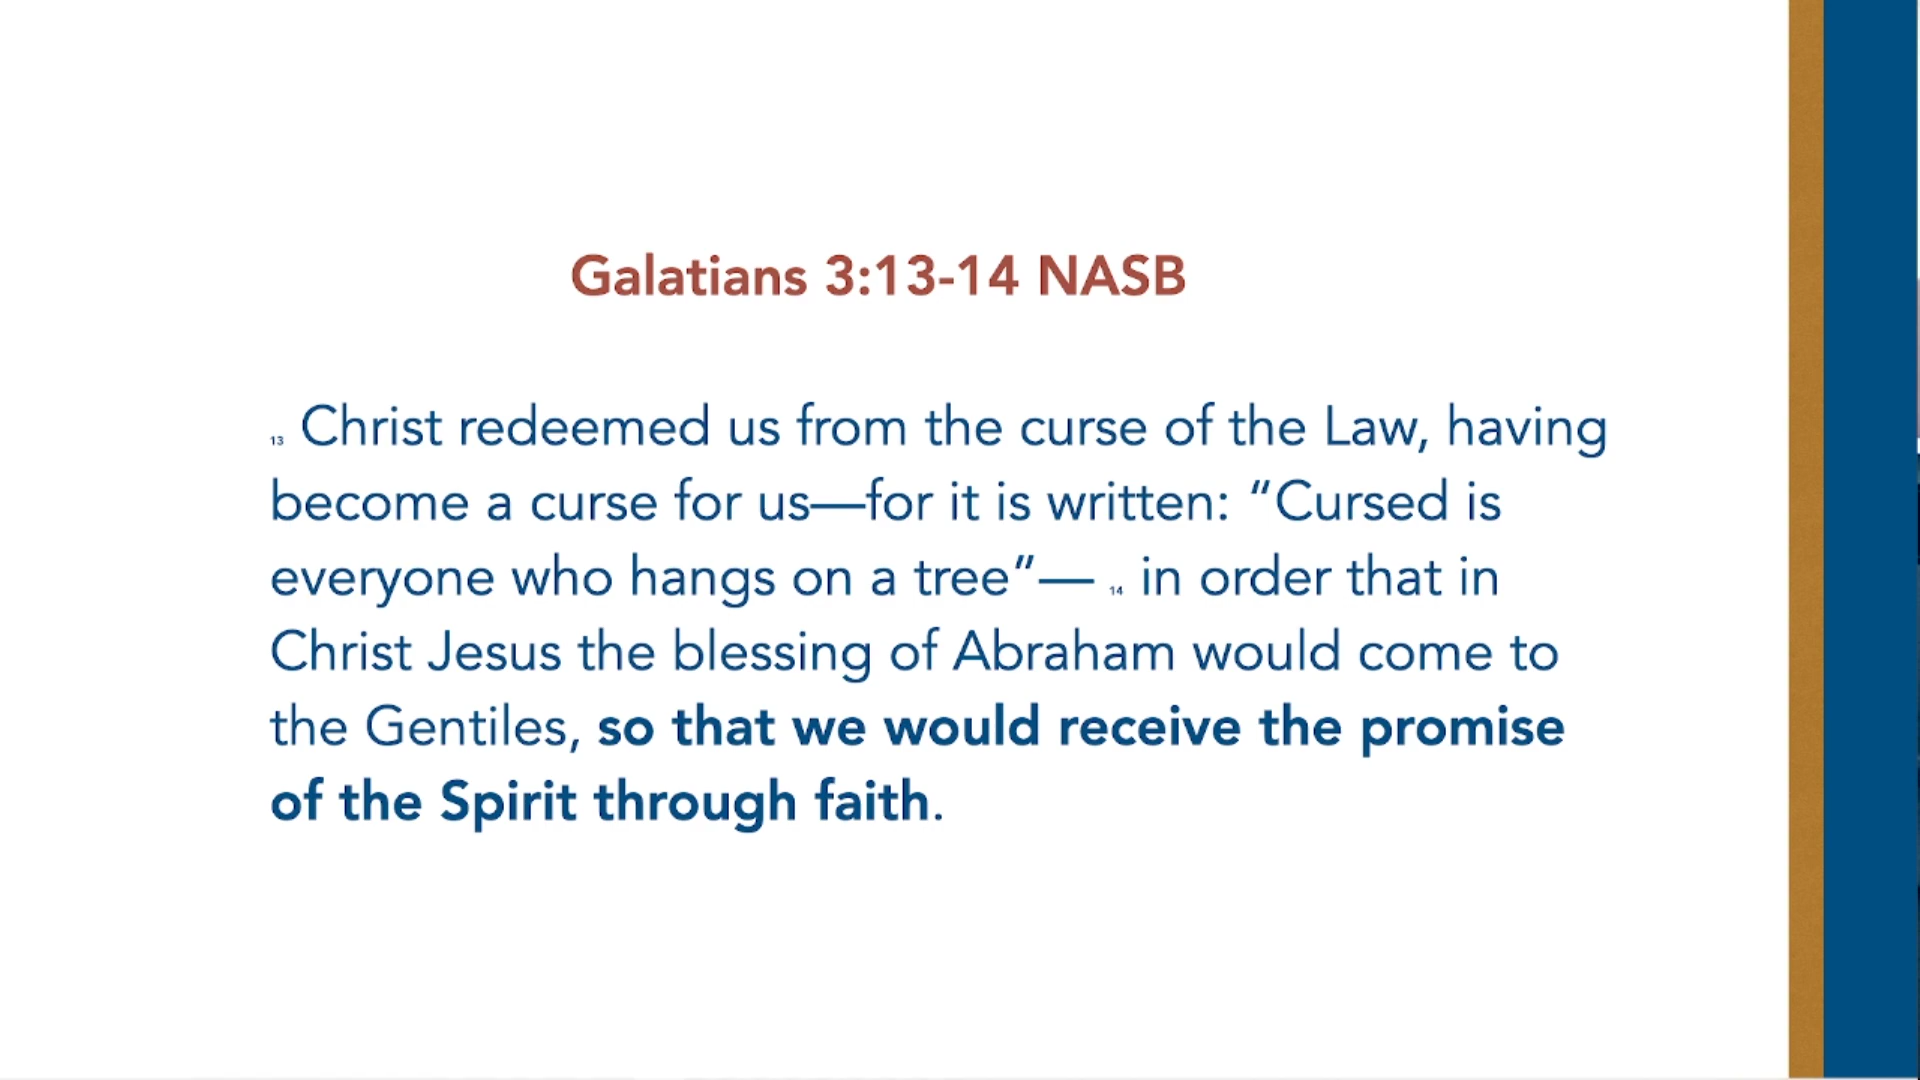 Galatians 3:13-14 NASB
13 Christ redeemed us from the curse of the Law, having
become a curse for us—for it is written: “Cursed is
everyone who hangs on a tree”— 14 in order that in
Christ Jesus the blessing of Abraham would come to
the Gentiles, so that we would receive the promise
of the Spirit through faith.